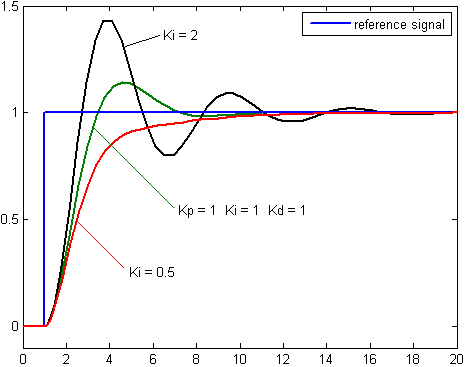 1.5
reference signal
Ki = 2
1
Kp = 1 Ki = 1 Kd = 1
0.5
Ki = 0.5
0
0 2 4 6 8 10 12 14 16 18 20